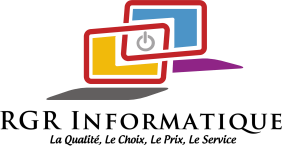 RGR Informatique
La Qualité, Le Choix, Le Prix, Le Service